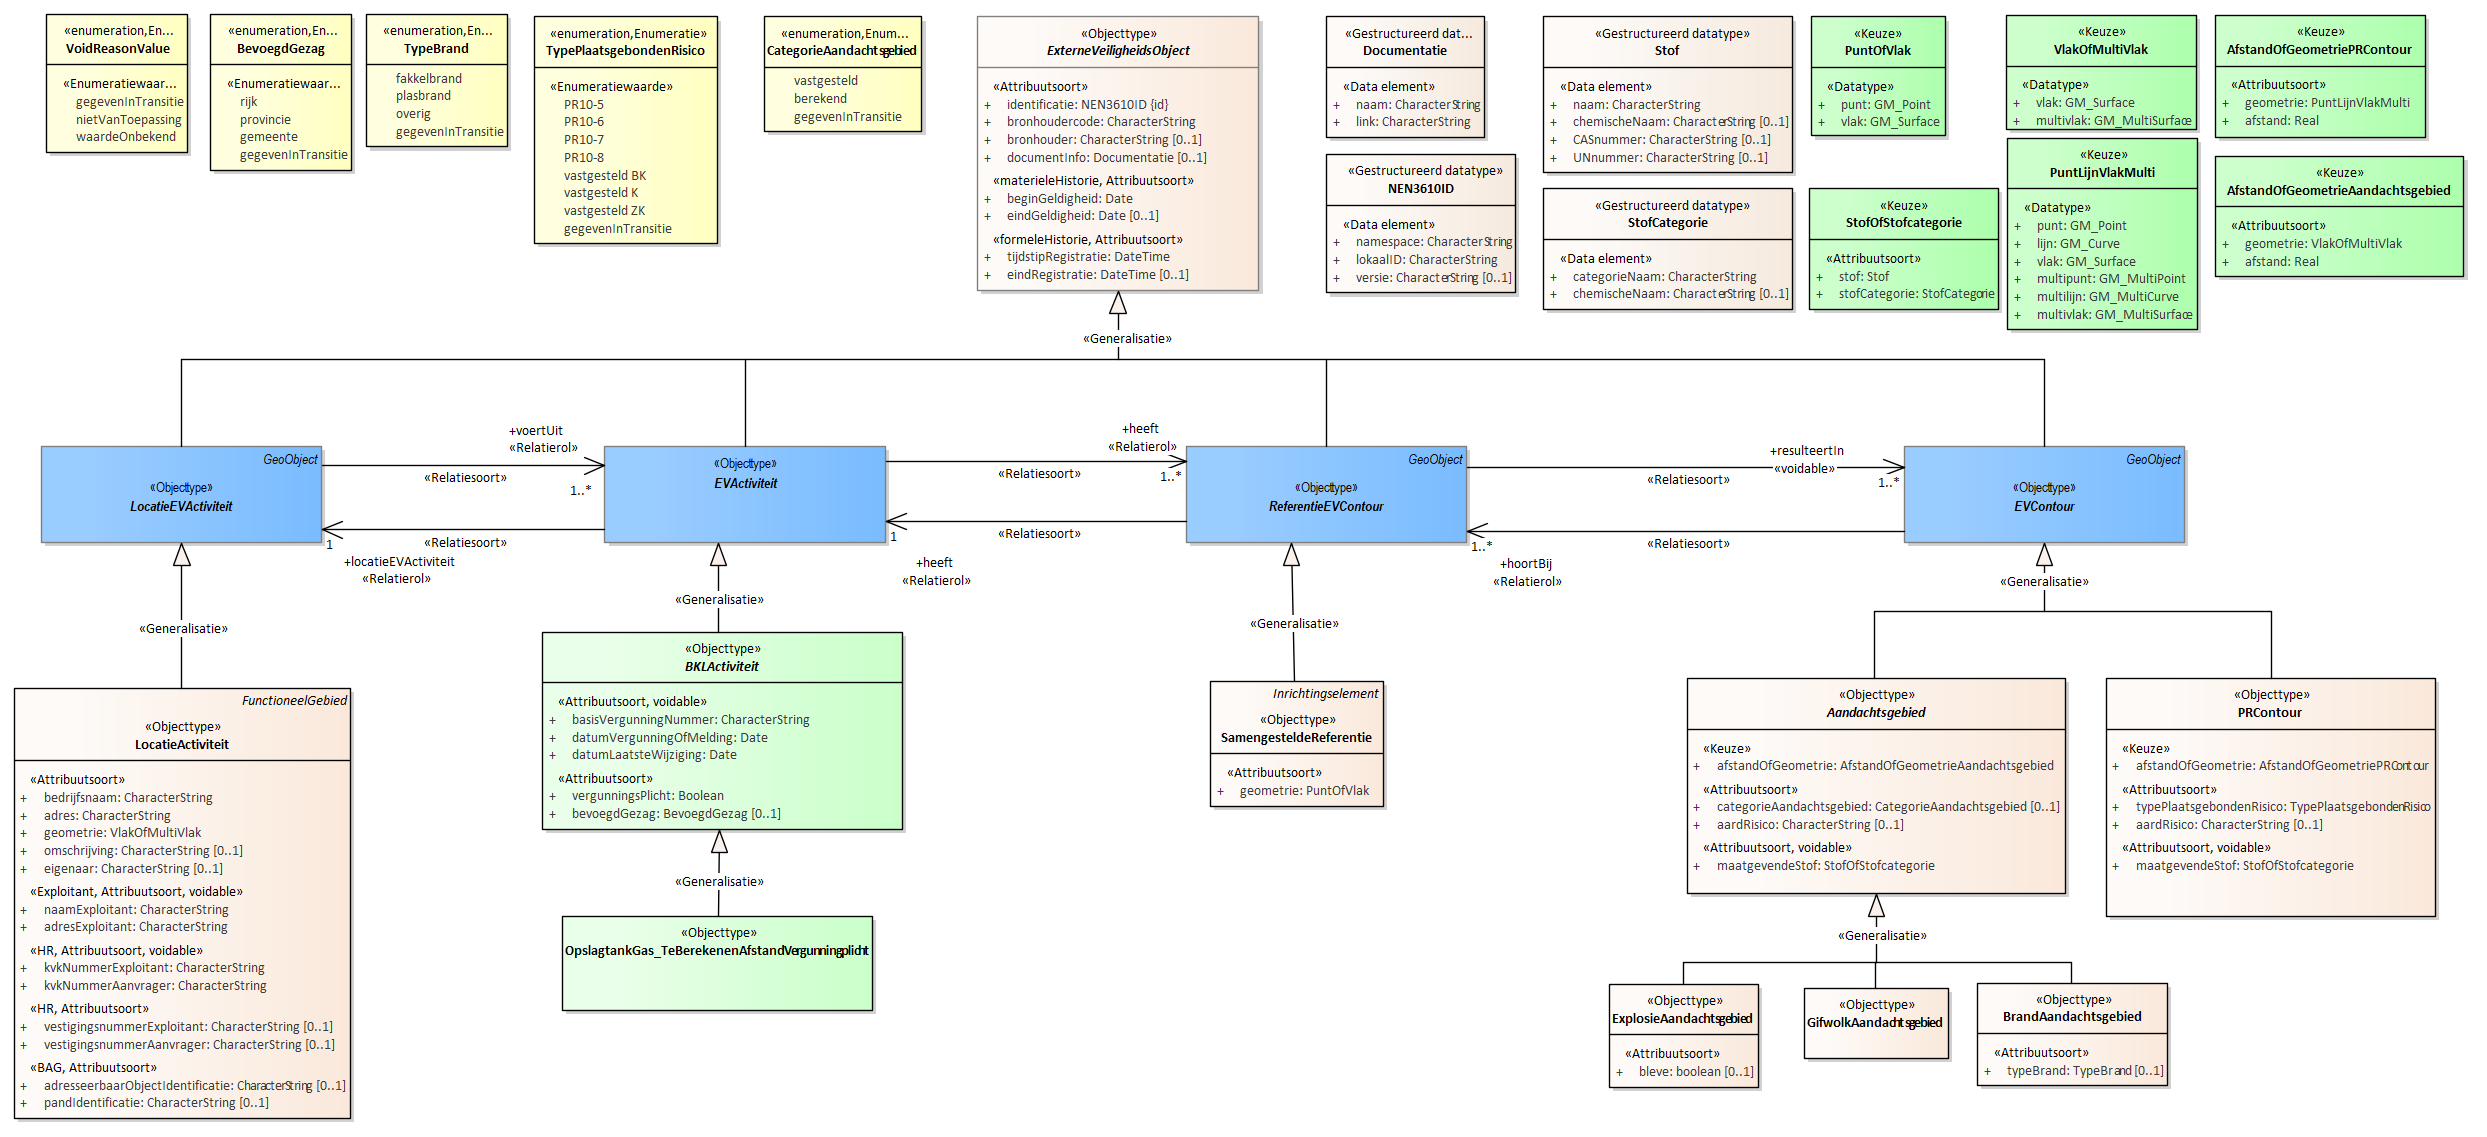 «enumeration,En...
VoidReasonValue
«Enumeratiewaar...
gegevenInTransitie
nietVanToepassing
waardeOnbekend
«enumeration,En...
BevoegdGezag
«Enumeratiewaar...
rijk
provincie
gemeente
gegevenInTransitie
«enumeration,En...
TypeBrand
fakkelbrand
plasbrand
overig
gegevenInTransitie
«enumeration,Enumeratie»
TypePlaatsgebondenRisico
«Enumeratiewaarde»
PR10-5
PR10-6
PR10-7
PR10-8
vastgesteld BK
vastgesteld K
vastgesteld ZK
gegevenInTransitie
«enumeration,Enum...
CategorieAandachtsgebied
vastgesteld
berekend
gegevenInTransitie
«Objecttype»
ExterneVeiligheidsObject
«Attribuutsoort»
+ identificatie: NEN3610ID {id}
+ bronhoudercode: CharacterString
+ bronhouder: CharacterString [0..1]
+ documentInfo: Documentatie [0..1]
«materieleHistorie, Attribuutsoort»
+ beginGeldigheid: Date
+ eindGeldigheid: Date [0..1]
«formeleHistorie, Attribuutsoort»
+ tijdstipRegistratie: DateTime
+ eindRegistratie: DateTime [0..1]
«Gestructureerd dat...
Documentatie
«Data element»
+ naam: CharacterString
+ link: CharacterString
«Gestructureerd datatype»
NEN3610ID
«Data element»
+ namespace: CharacterString
+ lokaalID: CharacterString
+ versie: CharacterString [0..1]
«Gestructureerd datatype»
Stof
«Data element»
+ naam: CharacterString
+ chemischeNaam: CharacterString [0..1]
+ CASnummer: CharacterString [0..1]
+ UNnummer: CharacterString [0..1]
«Gestructureerd datatype»
StofCategorie
«Data element»
+ categorieNaam: CharacterString
+ chemischeNaam: CharacterString [0..1]
«Keuze»
PuntOfVlak
«Datatype»
+ punt: GM_Point
+ vlak: GM_Surface
«Keuze»
StofOfStofcategorie
«Attribuutsoort»
+ stof: Stof
+ stofCategorie: StofCategorie
«Keuze»
VlakOfMultiVlak
«Datatype»
+ vlak: GM_Surface
+ multivlak: GM_MultiSurface
«Keuze»
PuntLijnVlakMulti
«Datatype»
+ punt: GM_Point
+ lijn: GM_Curve
+ vlak: GM_Surface
+ multipunt: GM_MultiPoint
+ multilijn: GM_MultiCurve
+ multivlak: GM_MultiSurface
«Keuze»
AfstandOfGeometriePRContour
«Attribuutsoort»
+ geometrie: PuntLijnVlakMulti
+ afstand: Real
«Keuze»
AfstandOfGeometrieAandachtsgebied
«Attribuutsoort»
+ geometrie: VlakOfMultiVlak
+ afstand: Real
«Generalisatie»
GeoObject
«Objecttype»
LocatieEVActiviteit
+voertUit
«Relatierol»
«Relatiesoort»
1..*
«Relatiesoort»
1
+locatieEVActiviteit
«Relatierol»
«Objecttype»
EVActiviteit
+heeft
«Relatierol»
«Relatiesoort»
1..*
«Relatiesoort»
1
+heeft
«Relatierol»
GeoObject
«Objecttype»
ReferentieEVContour
+resulteertIn
«voidable»
«Relatiesoort»
1..*
«Relatiesoort»
1..*
+hoortBij
«Relatierol»
GeoObject
«Objecttype»
EVContour
«Generalisatie»
«Generalisatie»
«Generalisatie»
«Generalisatie»
FunctioneelGebied
«Objecttype»
LocatieActiviteit
«Attribuutsoort»
+ bedrijfsnaam: CharacterString
+ adres: CharacterString
+ geometrie: VlakOfMultiVlak
+ omschrijving: CharacterString [0..1]
+ eigenaar: CharacterString [0..1]
«Exploitant, Attribuutsoort, voidable»
+ naamExploitant: CharacterString
+ adresExploitant: CharacterString
«HR, Attribuutsoort, voidable»
+ kvkNummerExploitant: CharacterString
+ kvkNummerAanvrager: CharacterString
«HR, Attribuutsoort»
+ vestigingsnummerExploitant: CharacterString [0..1]
+ vestigingsnummerAanvrager: CharacterString [0..1]
«BAG, Attribuutsoort»
+ adresseerbaarObjectIdentificatie: CharacterString [0..1]
+ pandIdentificatie: CharacterString [0..1]
«Objecttype»
BKLActiviteit
«Attribuutsoort, voidable»
+ basisVergunningNummer: CharacterString
+ datumVergunningOfMelding: Date
+ datumLaatsteWijziging: Date
«Attribuutsoort»
+ vergunningsPlicht: Boolean
+ bevoegdGezag: BevoegdGezag [0..1]
«Generalisatie»
«Objecttype»
OpslagtankGas_TeBerekenenAfstandVergunningplicht
Inrichtingselement
«Objecttype»
SamengesteldeReferentie
«Attribuutsoort»
+ geometrie: PuntOfVlak
«Objecttype»
Aandachtsgebied
«Keuze»
+ afstandOfGeometrie: AfstandOfGeometrieAandachtsgebied
«Attribuutsoort»
+ categorieAandachtsgebied: CategorieAandachtsgebied [0..1]
+ aardRisico: CharacterString [0..1]
«Attribuutsoort, voidable»
+ maatgevendeStof: StofOfStofcategorie
«Objecttype»
PRContour
«Keuze»
+ afstandOfGeometrie: AfstandOfGeometriePRContour
«Attribuutsoort»
+ typePlaatsgebondenRisico: TypePlaatsgebondenRisico
+ aardRisico: CharacterString [0..1]
«Attribuutsoort, voidable»
+ maatgevendeStof: StofOfStofcategorie
«Generalisatie»
«Objecttype»
ExplosieAandachtsgebied
«Attribuutsoort»
+ bleve: boolean [0..1]
«Objecttype»
GifwolkAandachtsgebied
«Objecttype»
BrandAandachtsgebied
«Attribuutsoort»
+ typeBrand: TypeBrand [0..1]